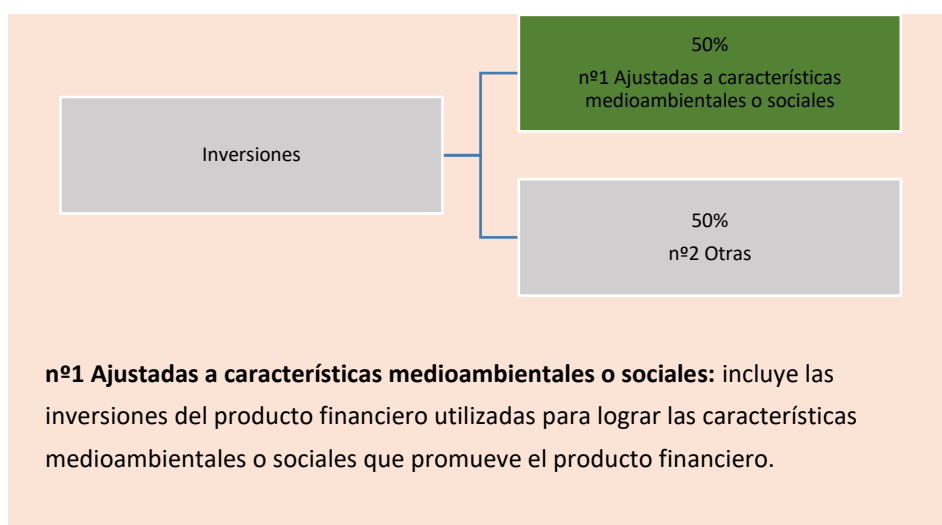 50%
nº1 Ajustadas a características
medioambientales o sociales
Inversiones
50%
nº2 Otras
nº1 Ajustadas a características medioambientales o sociales: incluye las
inversiones del producto financiero utilizadas para lograr las características
medioambientales o sociales que promueve el producto financiero.